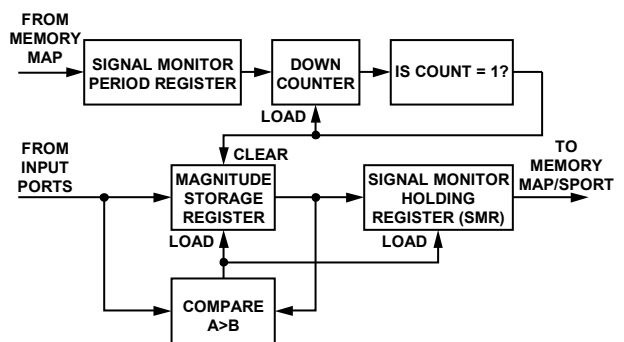 FROM
MEMORY
MAP
SIGNAL MONITOR
PERIOD REGISTER
DOWN
COUNTER
IS COUNT = 1?
LOAD
FROM
INPUT
PORTS
CLEAR
MAGNITUDE
STORAGE
REGISTER
SIGNAL MONITOR
HOLDING
REGISTER (SMR)
TO
MEMORY
MAP/SPORT
LOAD
LOAD
COMPARE
A>B